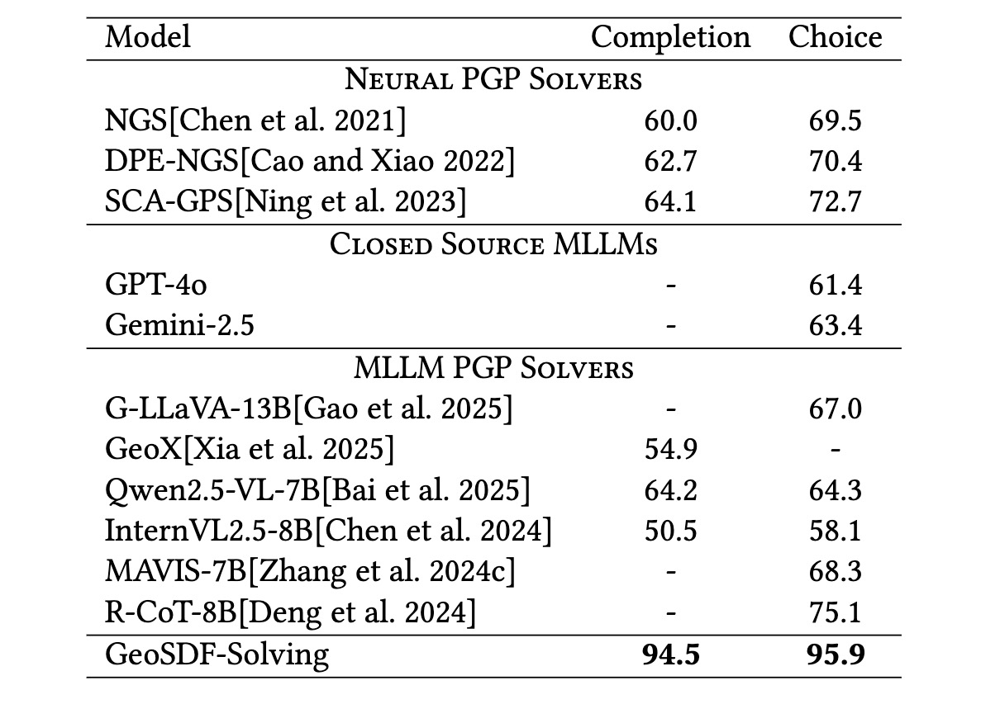 Model Completion Choice
Neural PGP Solvers
NGS[Chen et al. 2021] 60.0 69.5
DPE-NGS[Cao and Xiao 2022] 62.7 70.4
SCA-GPS[Ning et al. 2023] 64.1 72.7
Closed Source MLLMs
GPT-4o - 61.4
Gemini-2.5 - 63.4
MLLM PGP Solvers
G-LLaVA-13B[Gao et al. 2025] - 67.0
GeoX[Xia et al. 2025] 54.9 -
Qwen2.5-VL-7B[Bai et al. 2025] 64.2 64.3
InternVL2.5-8B[Chen et al. 2024] 50.5 58.1
MAVIS-7B[Zhang et al. 2024c] - 68.3
R-CoT-8B[Deng et al. 2024] - 75.1
GeoSDF-Solving 94.5 95.9